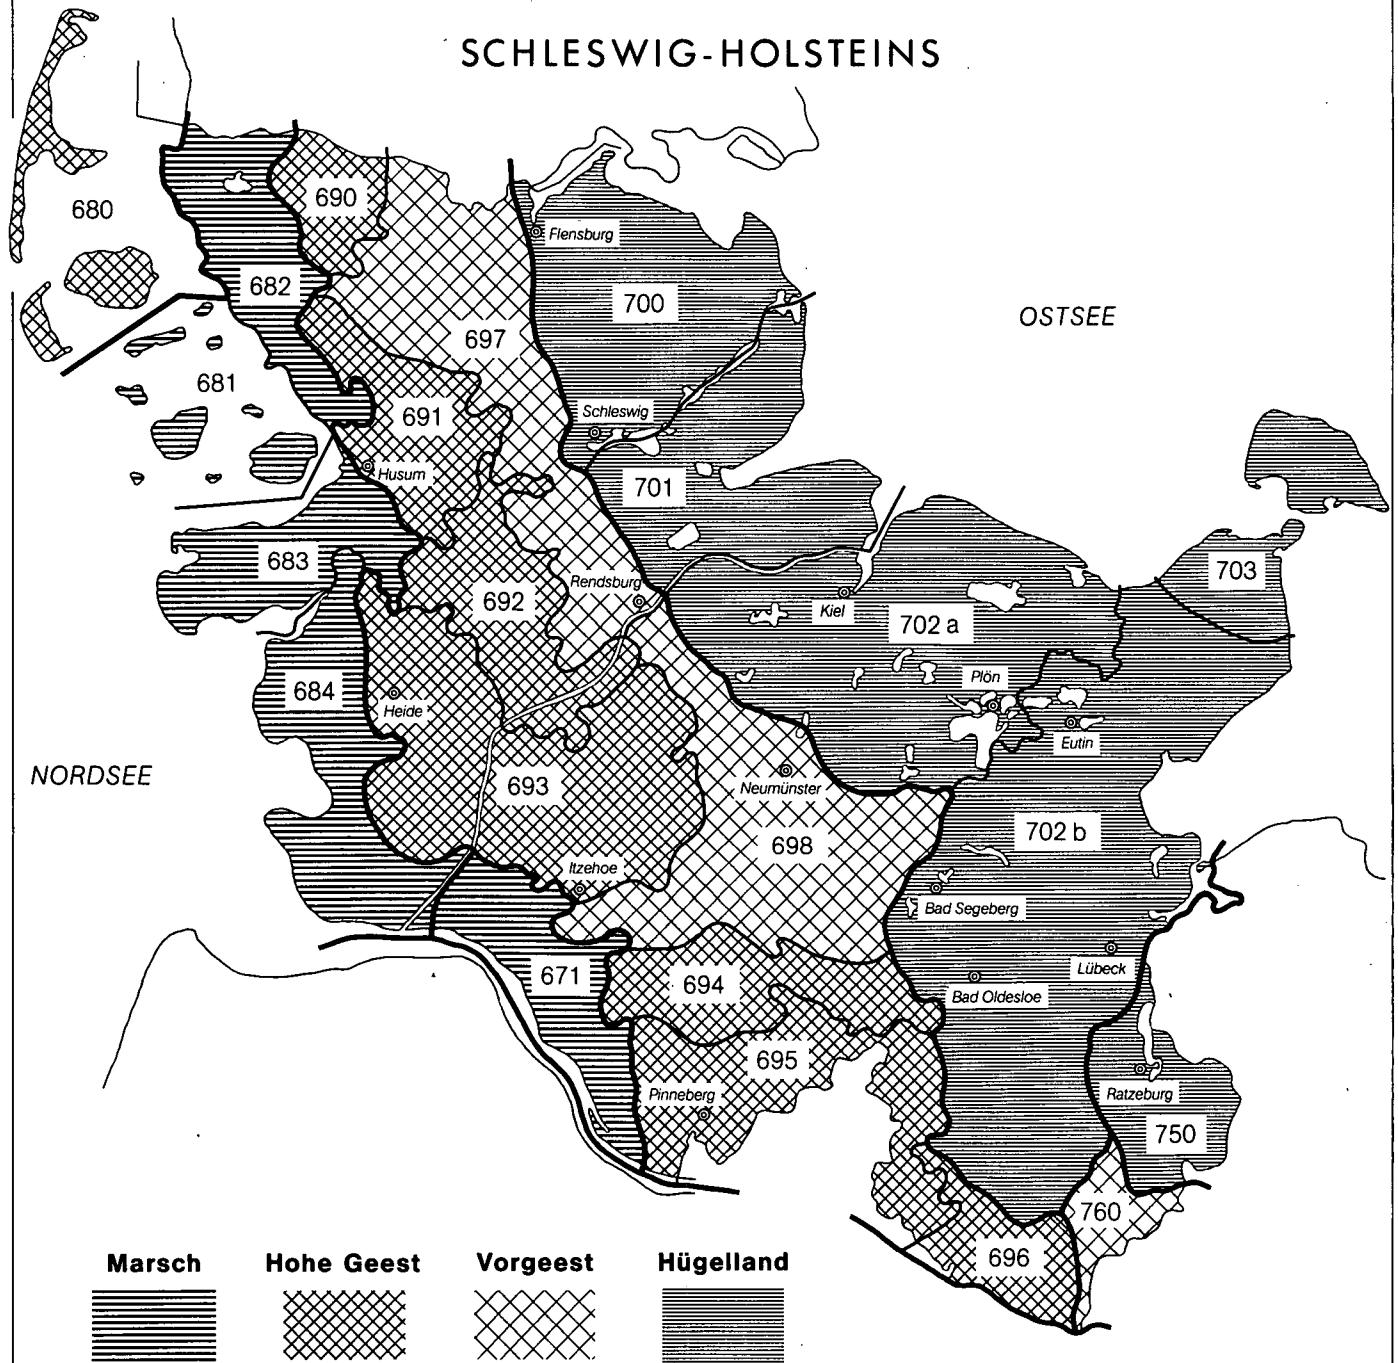 SCHLESWIG-HOLSTEINS
690
680
Flensburg
682
700
OSTSEE
697
681
691
Schleswig
Husum
701
683
703
Rendsburg
692
Kiel
702 a
684
Plön
Heide
Eutin
NORDSEE
693
Neumünster
702 b
698
Itzehoe
Bad Segeberg
671
694
Lübeck
Bad Oldesloe
695
Pinneberg
Ratzeburg
750
760
696
Marsch Hohe Geest Vorgeest Hügelland